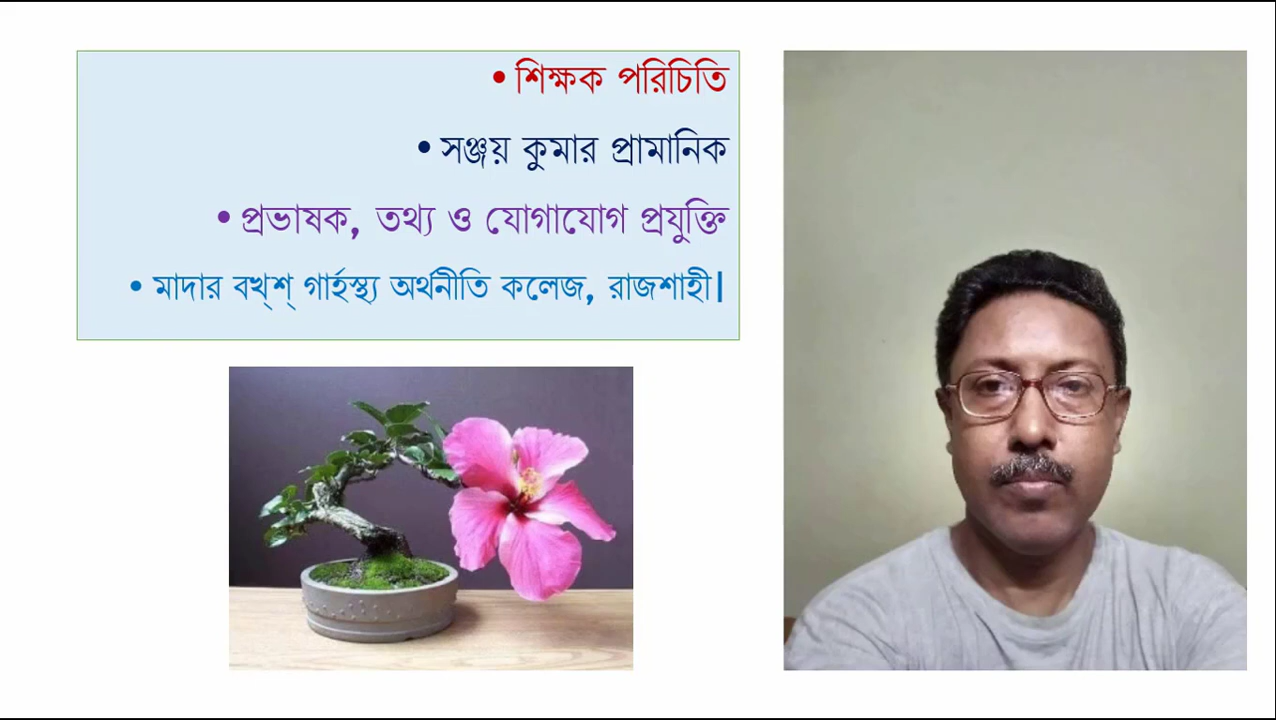 • শিক্ষক পরিচিতি
• সঞ্জয় কুমার প্রামানিক
• প্রভাষক, তথ্য ও যোগাযোগ প্রযুক্তি
• মাদার বখ্‌শ্‌ গার্হস্থ্য অর্থনীতি কলেজ, রাজশাহী।